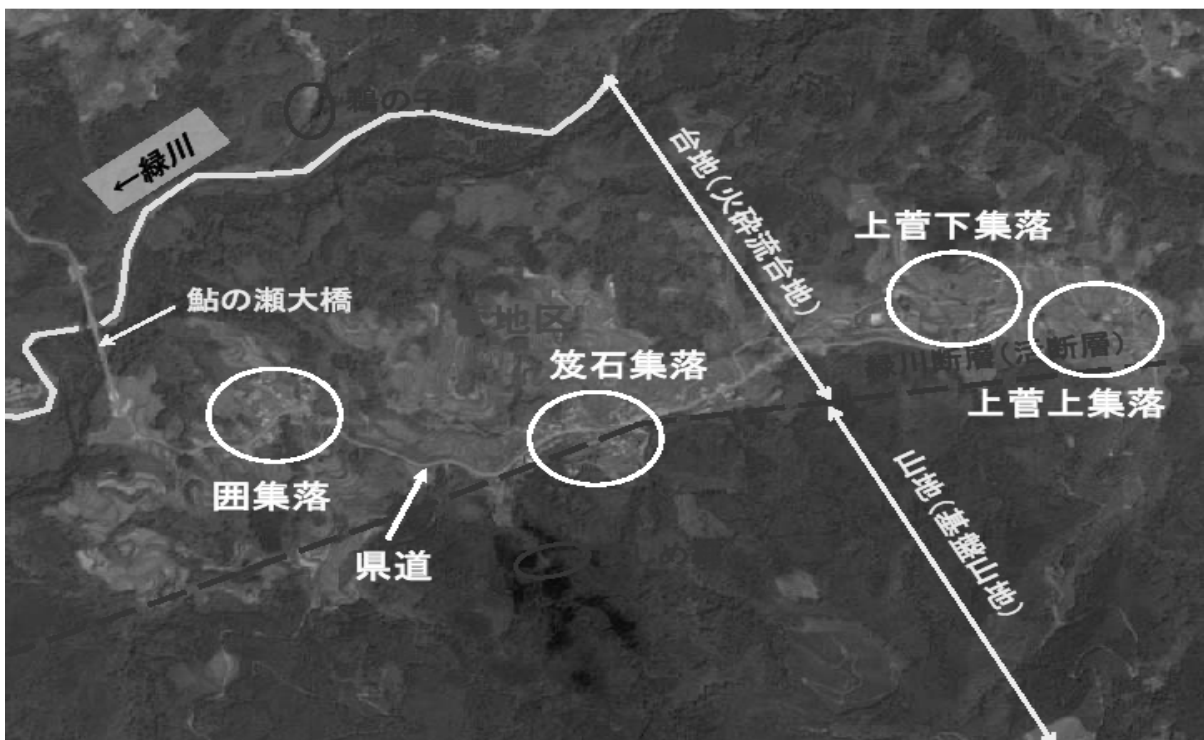 ←緑川
台地(火砕流台地)
上菅下集落
鮎の瀬大橋
地区
笈石集落
緑川断層(活断層)
上菅上集落
囲集落
県道
山地(基盤山地)